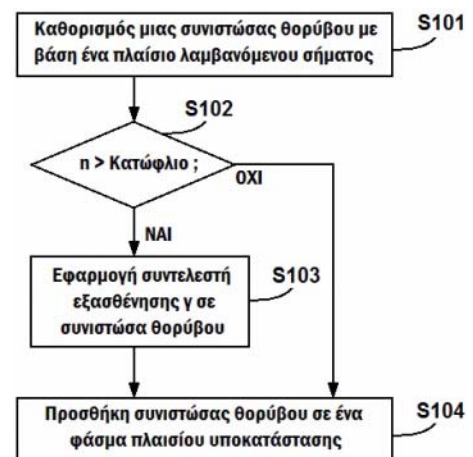 S101
Καθορισμός μιας συνιστώσας θορύβου με
βάση ένα πλαίσιο λαμβανόμενου σήματος
S102
n > Κατώφλιο ;
ΟΧΙ
ΝΑΙ
Εφαρμογή συντελεστή
εξασθένησης γ σε
συνιστώσα θορύβου
S103
Προσθήκη συνιστώσας θορύβου σε ένα
φάσμα πλαισίου υποκατάστασης
S104